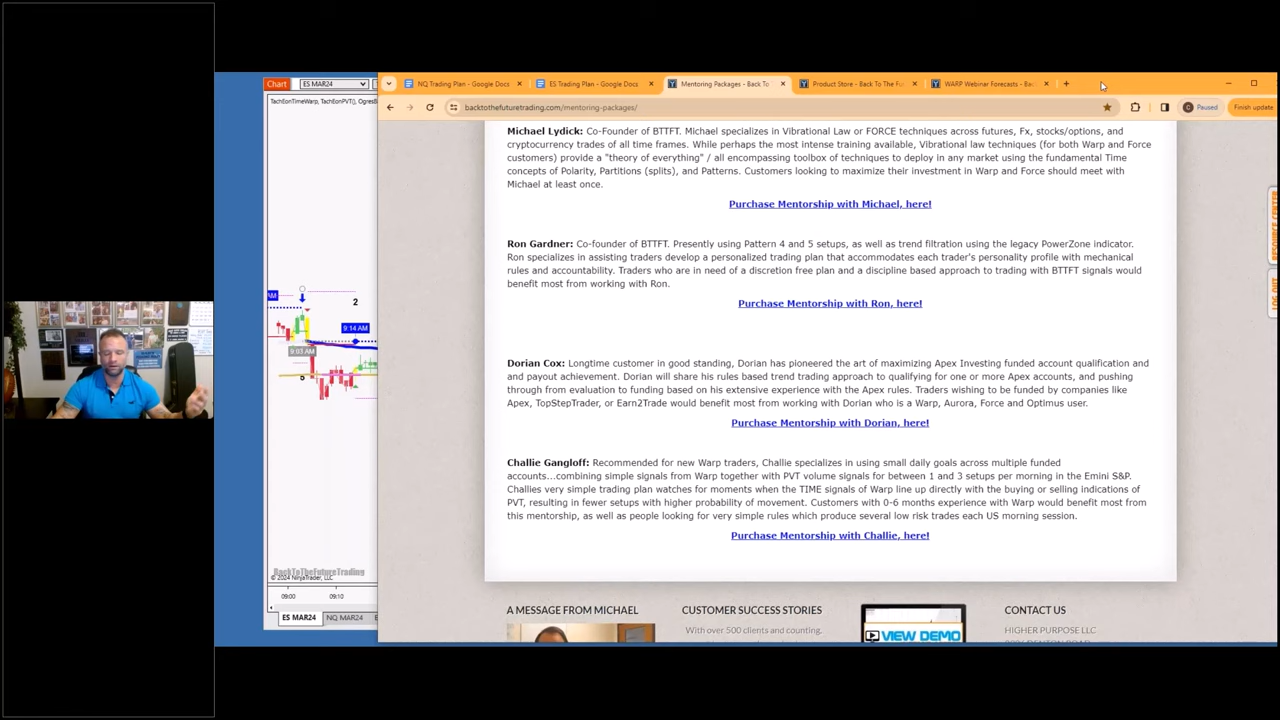 Chart
ES MAR24
NQ Trading Plan - Google Docs
ES Trading Plan - Google Docs
Mentoring Packages - Back To
Product Store - Back To The Fu
WARP Webinar Forecasts - Bac
backtothefuturetrading.com/mentoring-packages/
Paused
Finish update
TachEonTimeWarp, TachEonPVT(), OgresB
Michael Lydick: Co-Founder of BTTFT. Michael specializes in Vibrational Law or FORCE techniques across futures, Fx, stocks/options, and
cryptocurrency trades of all time frames. While perhaps the most intense training available, Vibrational law techniques (for both Warp and Force
customers) provide a "theory of everything" / all encompassing toolbox of techniques to deploy in any market using the fundamental Time
concepts of Polarity, Partitions (splits), and Patterns. Customers looking to maximize their investment in Warp and Force should meet with
Michael at least once.
Purchase Mentorship with Michael, here!
Ron Gardner: Co-founder of BTTFT. Presently using Pattern 4 and 5 setups, as well as trend filtration using the legacy PowerZone indicator.
Ron specializes in assisting traders develop a personalized trading plan that accommodates each trader's personality profile with mechanical
rules and accountability. Traders who are in need of a discretion free plan and a discipline based approach to trading with BTTFT signals would
benefit most from working with Ron.
Purchase Mentorship with Ron, here!
Dorian Cox: Longtime customer in good standing, Dorian has pioneered the art of maximizing Apex Investing funded account qualification and
and payout achievement. Dorian will share his rules based trend trading approach to qualifying for one or more Apex accounts, and pushing
through from evaluation to funding based on his extensive experience with the Apex rules. Traders wishing to be funded by companies like
Apex, TopStepTrader, or Earn2Trade would benefit most from working with Dorian who is a Warp, Aurora, Force and Optimus user.
Purchase Mentorship with Dorian, here!
Challie Gangloff: Recommended for new Warp traders, Challie specializes in using small daily goals across multiple funded
accounts...combining simple signals from Warp together with PVT volume signals for between 1 and 3 setups per morning in the Emini S&P.
Challies very simple trading plan watches for moments when the TIME signals of Warp line up directly with the buying or selling indications of
PVT, resulting in fewer setups with higher probability of movement. Customers with 0-6 months experience with Warp would benefit most from
this mentorship, as well as people looking for very simple rules which produce several low risk trades each US morning session.
Purchase Mentorship with Challie, here!
A MESSAGE FROM MICHAEL
CUSTOMER SUCCESS STORIES
With over 500 clients and counting.
VIEW DEMO
CONTACT US
HIGHER PURPOSE LLC
RESOURCE CENTER
LOG OUT
AM
2
9:14 AM
9:03 AM
5
BackToTheFutureTrading
© 2024 NinjaTrader, LLC
09:00
09:10
ES MAR24
NQ MAR24